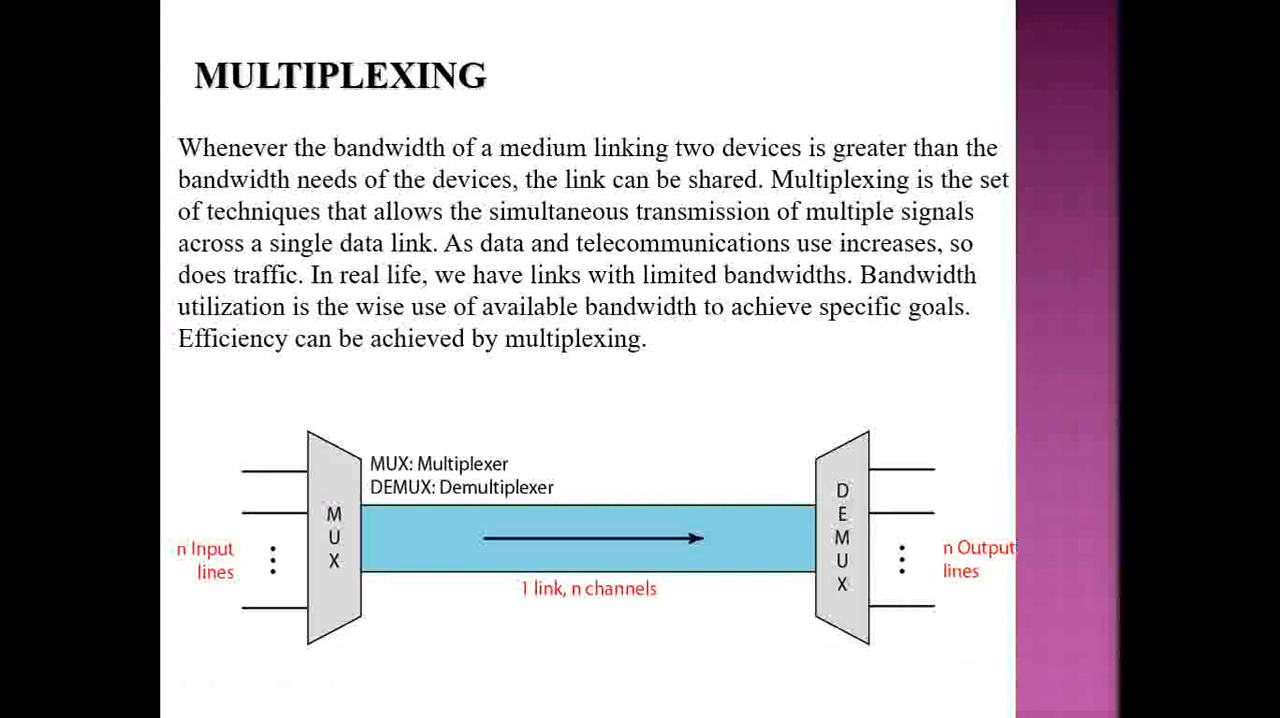 MULTIPLEXING
Whenever the bandwidth of a medium linking two devices is greater than the
bandwidth needs of the devices, the link can be shared. Multiplexing is the set
of techniques that allows the simultaneous transmission of multiple signals
across a single data link. As data and telecommunications use increases, so
does traffic. In real life, we have links with limited bandwidths. Bandwidth
utilization is the wise use of available bandwidth to achieve specific goals.
Efficiency can be achieved by multiplexing.
MUX: Multiplexer
DEMUX: Demultiplexer
n Input
lines
M
U
X
1 link, n channels
D
E
M
U
X
n Output
lines